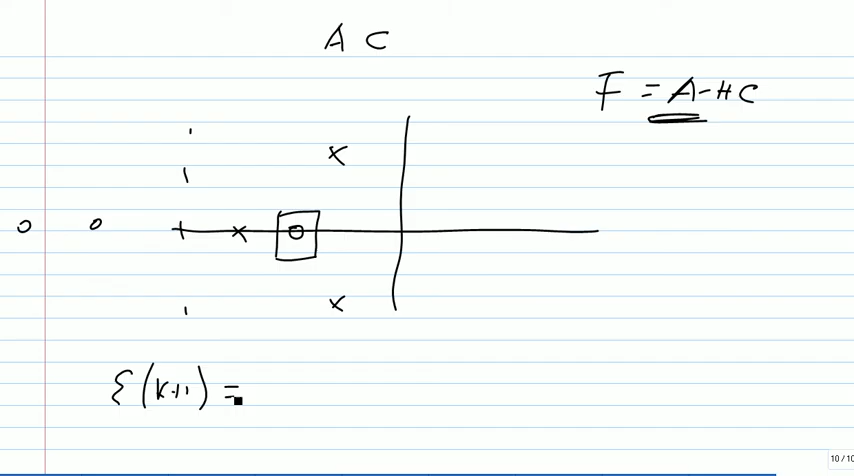 A C
F = A - HC
ξ(k+1) =
10 / 10